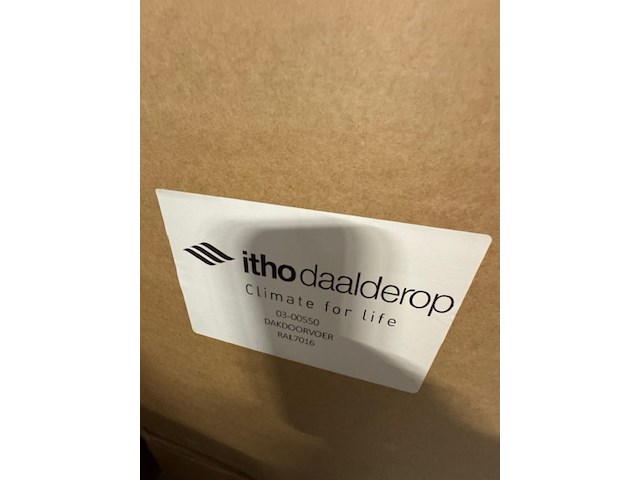 itho daalderop
Climate for life
03-00550
DAKDOORVOER
RAL7016